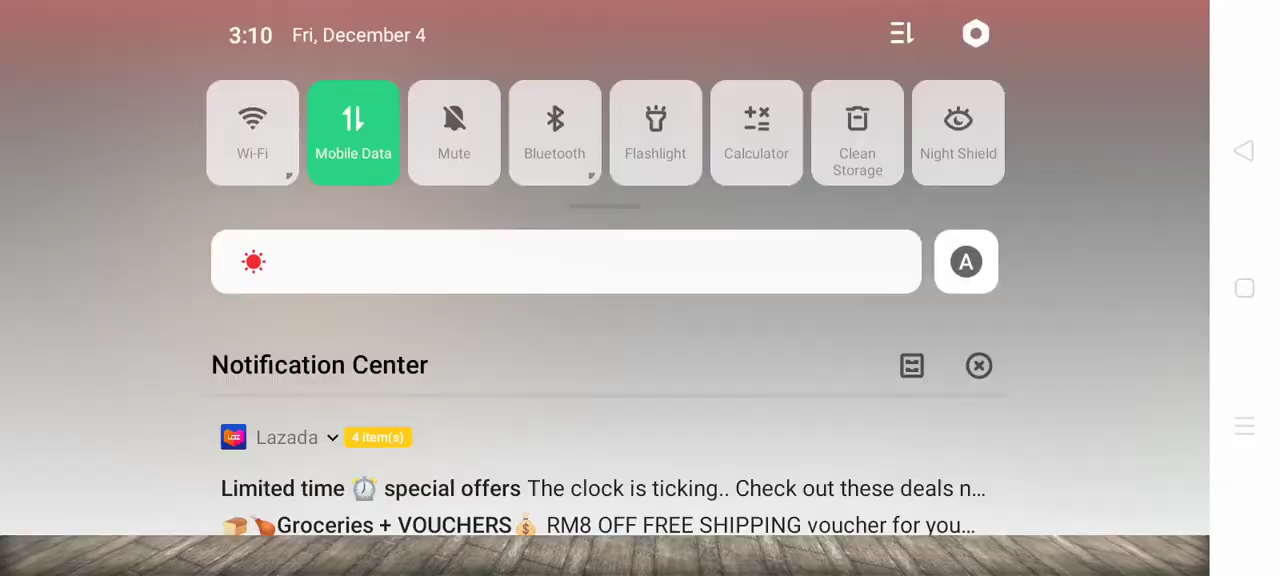 3:10 Fri, December 4
Wi-Fi
Mobile Data
Mute
Bluetooth
Flashlight
Calculator
Clean
Storage
Night Shield
A
Notification Center
Lazada 4 item(s)
Limited time ⏰ special offers The clock is ticking.. Check out these deals n...
🍞🍗Groceries + VOUCHERS💰 RM8 OFF FREE SHIPPING voucher for you...